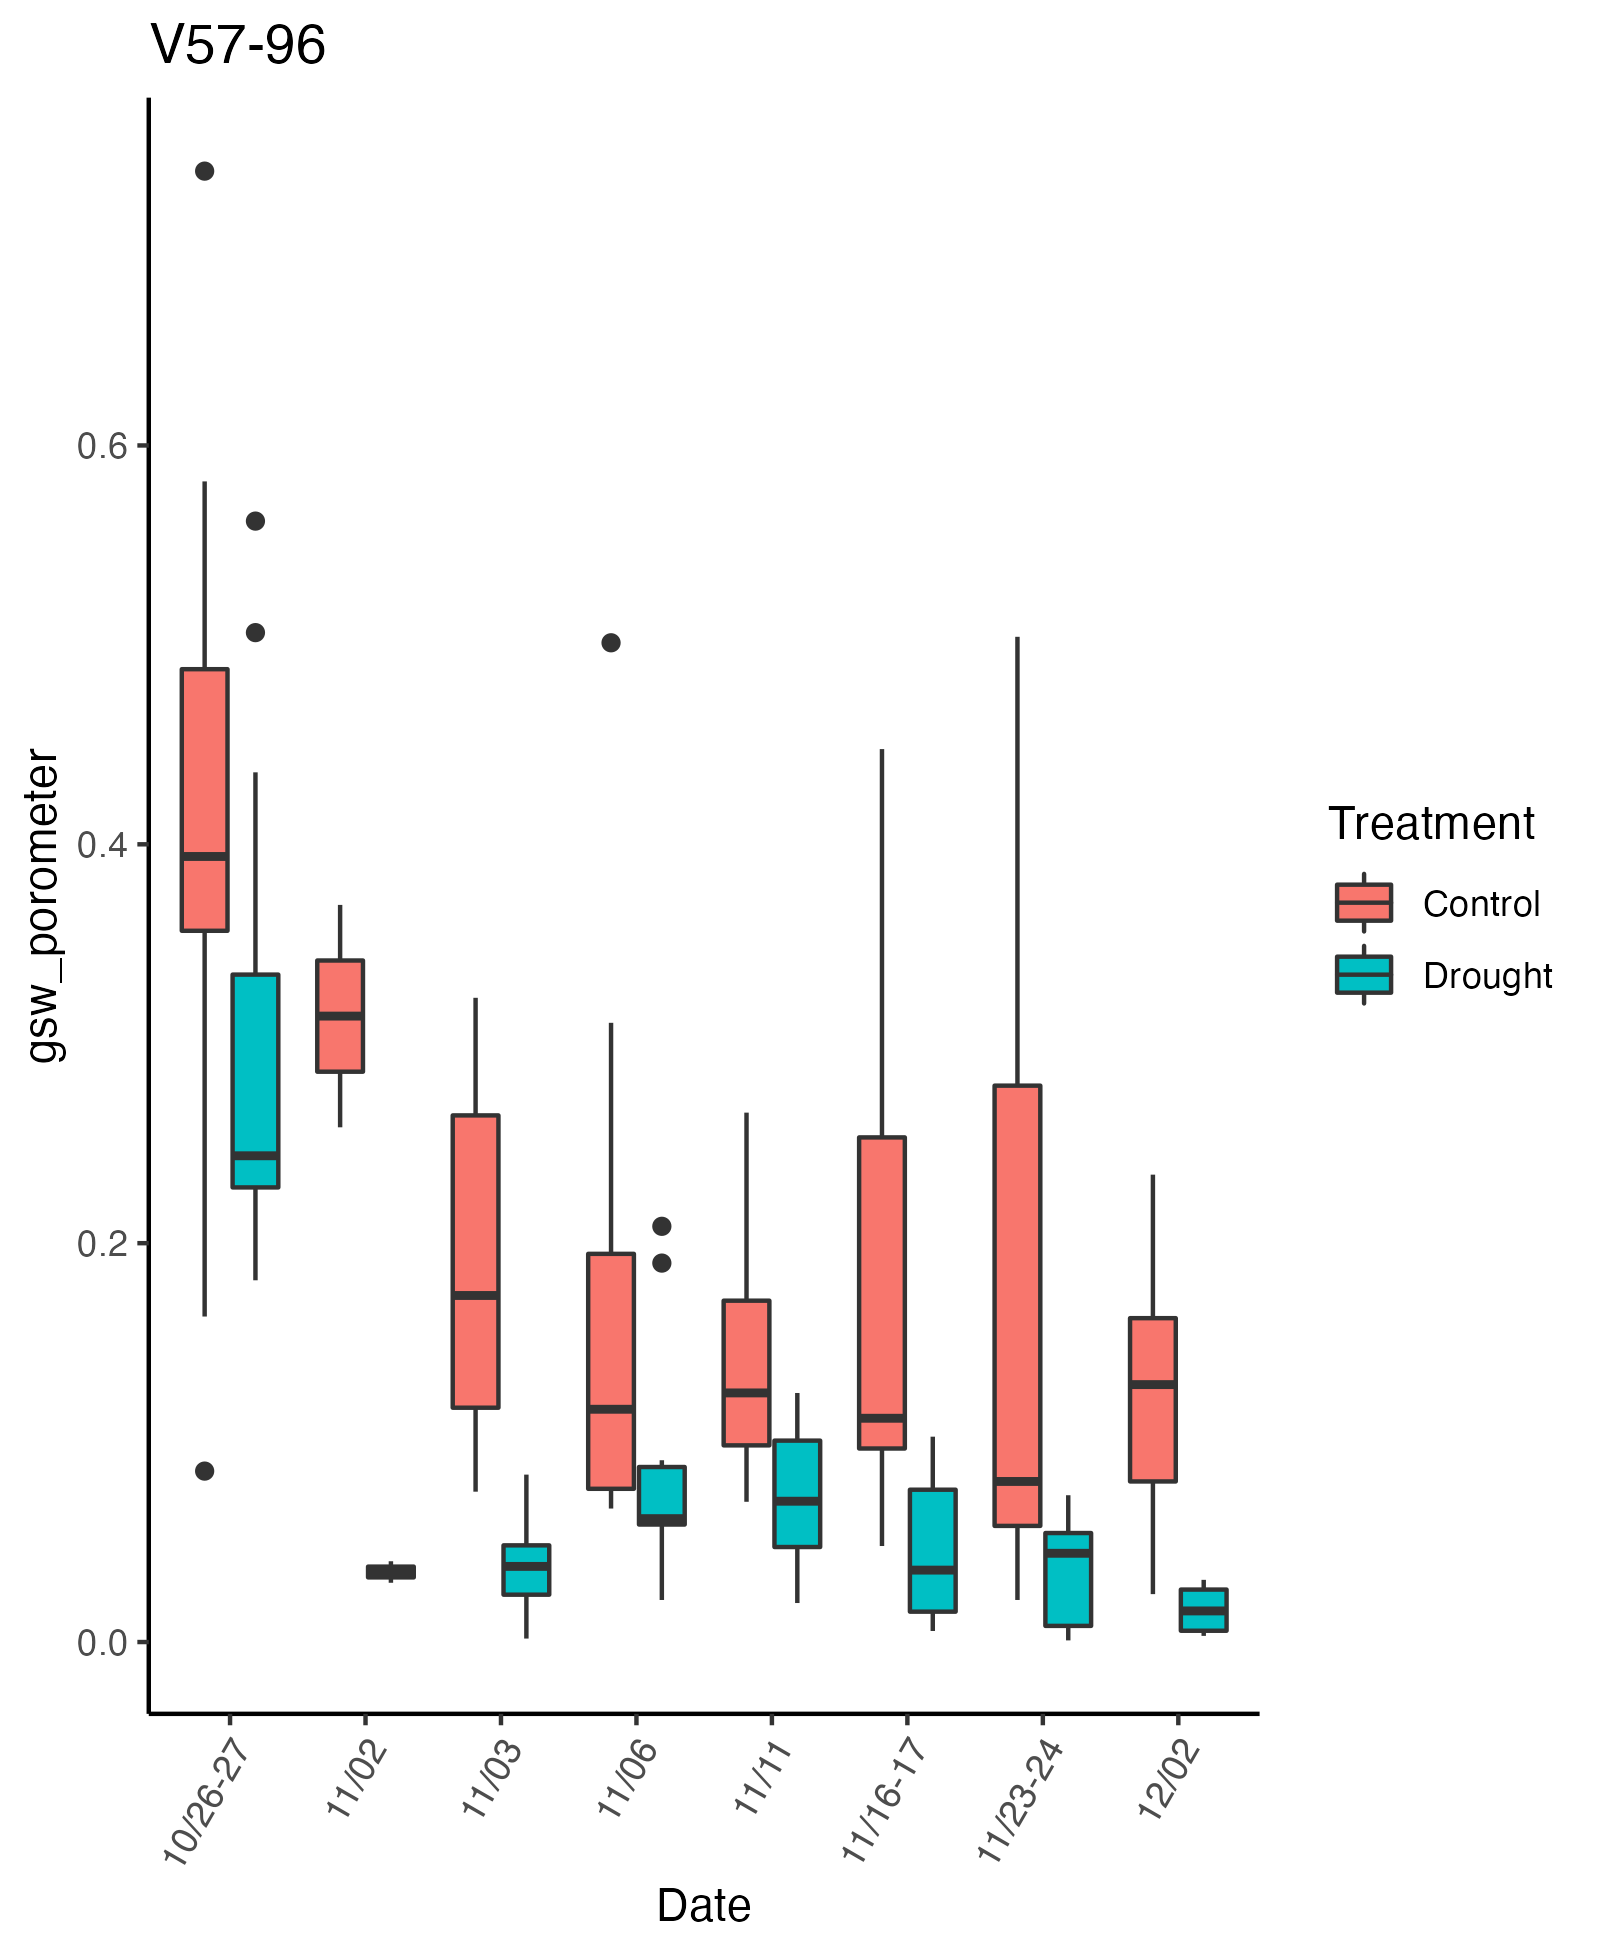 V57-96
gsw_porometer
0.6
0.4
0.2
0.0
10/26-27
11/02
11/03
11/06
11/11
11/16-17
11/23-24
12/02
Date
Treatment
Control
Drought